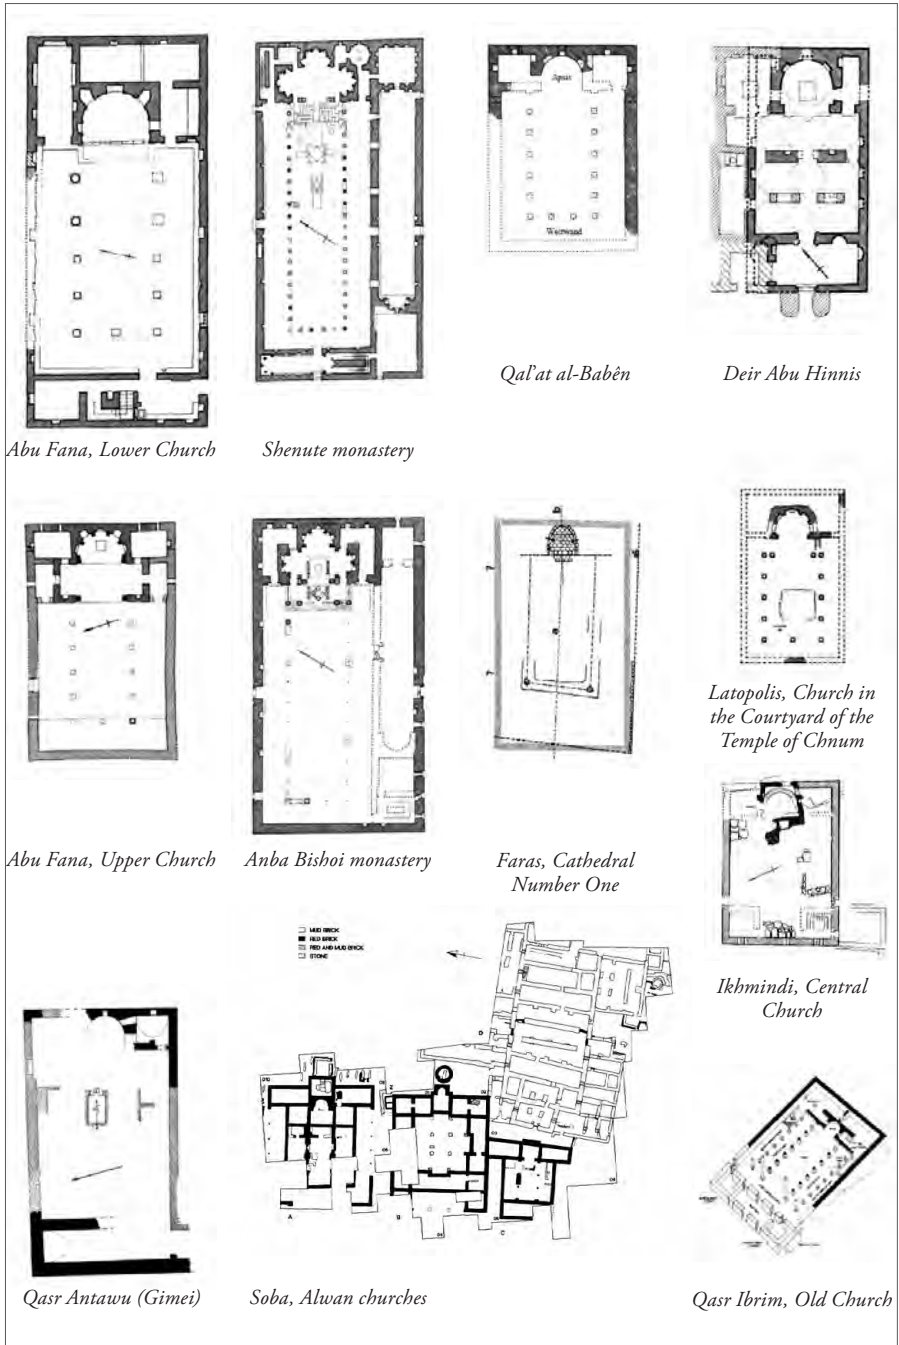 Apsis
Westwand
Qal'at al-Babên
Deir Abu Hinnis
Abu Fana, Lower Church
Shenute monastery
Latopolis, Church in
the Courtyard of the
Temple of Chnum
Abu Fana, Upper Church
Anba Bishoi monastery
Faras, Cathedral
Number One
MUD BRICK
RED BRICK
RED AND MUD BRICK
STONE
Ikhmindi, Central
Church
A
B
C
D
Qasr Antawu (Gimei)
Soba, Alwan churches
Qasr Ibrim, Old Church